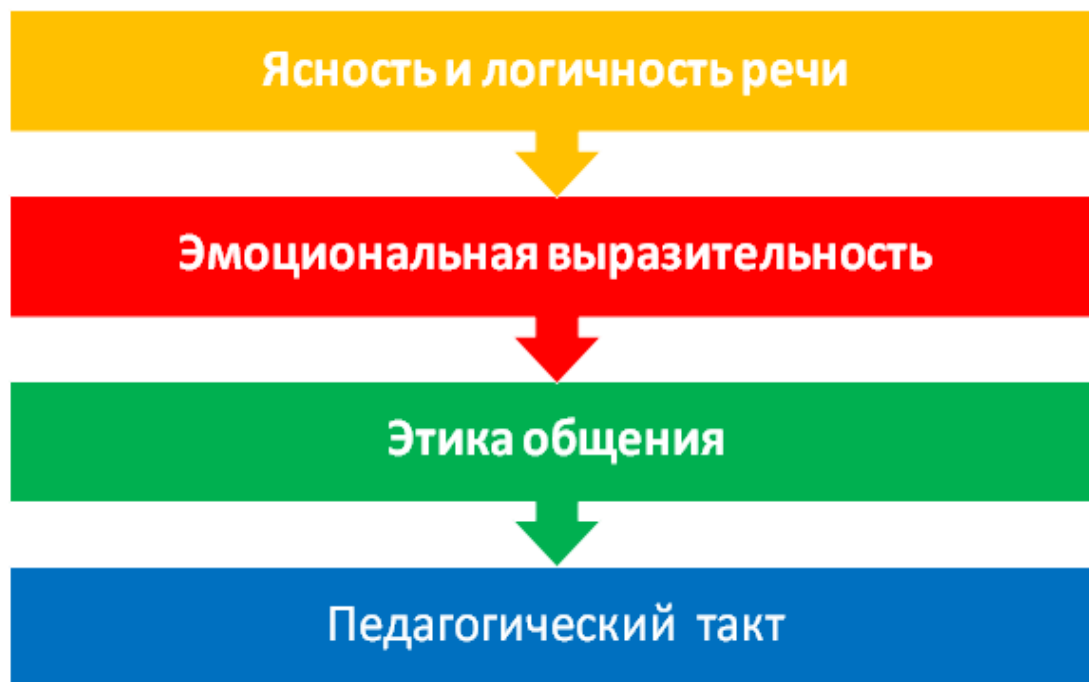 Ясность и логичность речи
Эмоциональная выразительность
Этика общения
Педагогический такт